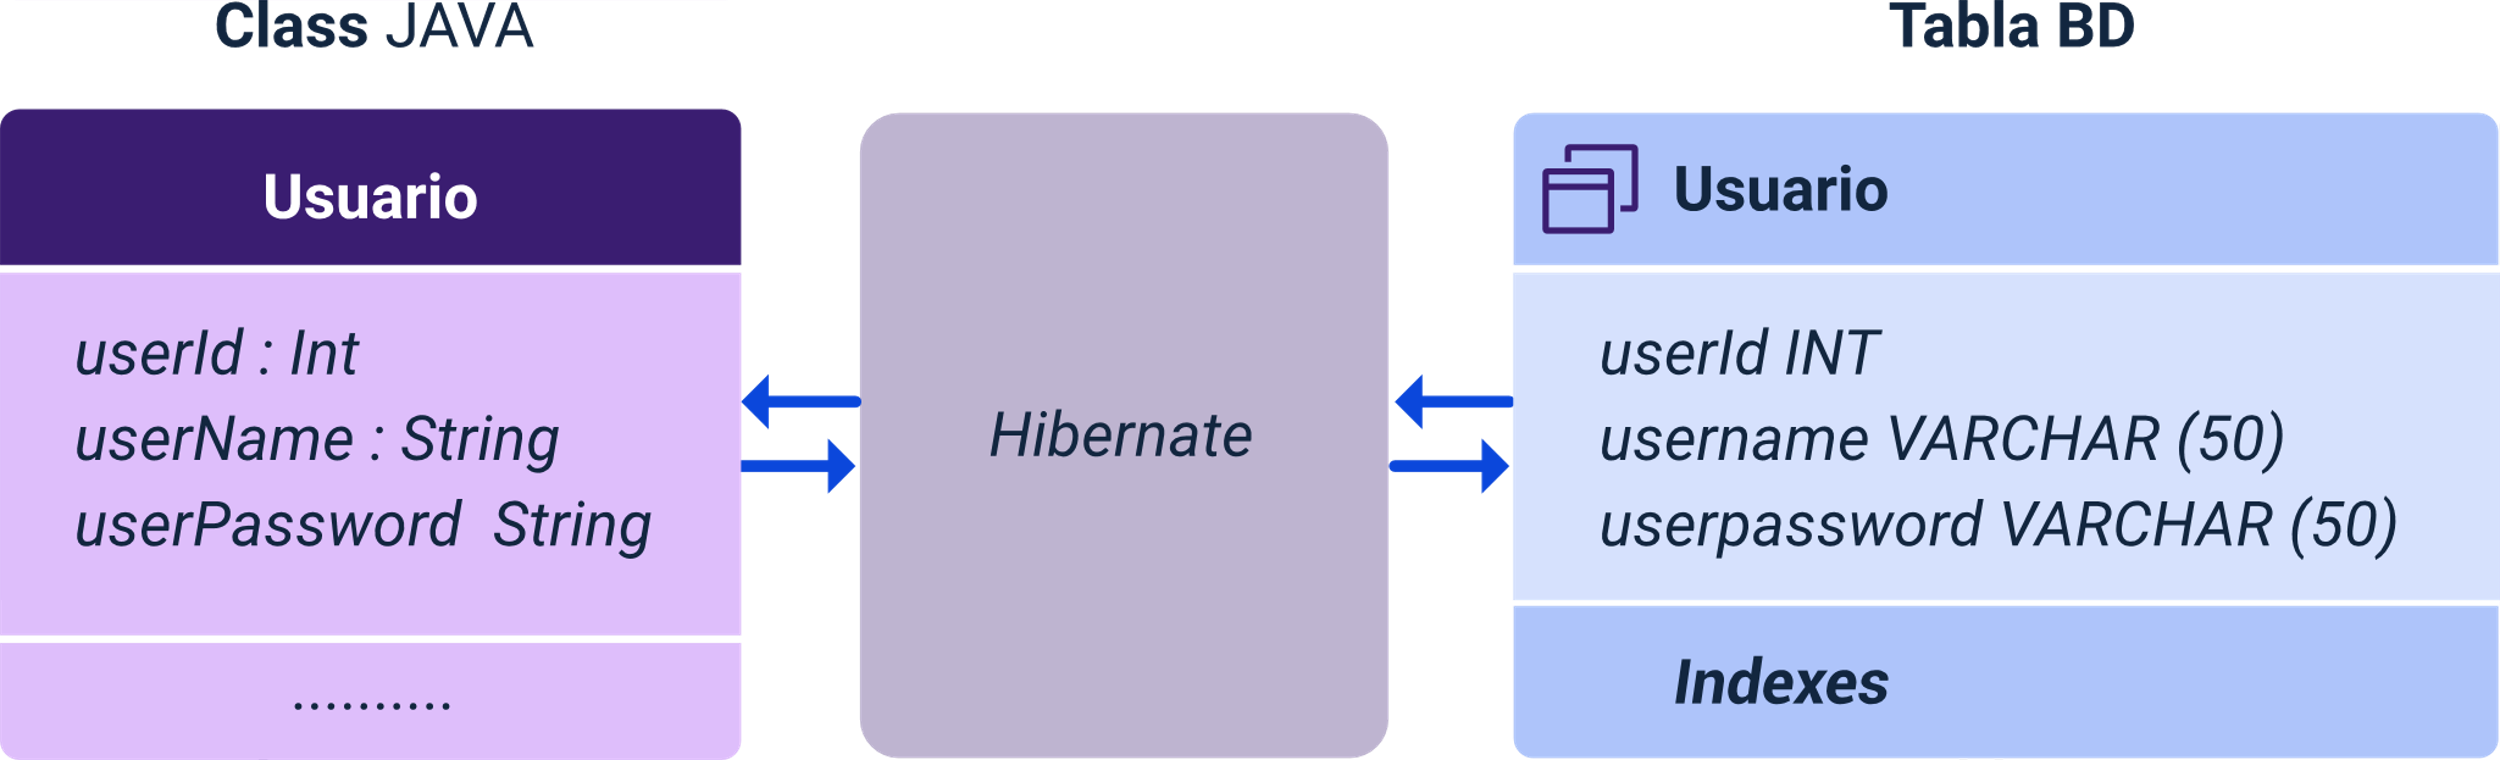 Class JAVA
Tabla BD
Usuario
userId : Int
userName : String
userPassword String
..........
Hibernate
Usuario
userId INT
username VARCHAR (50)
userpassword VARCHAR (50)
Indexes